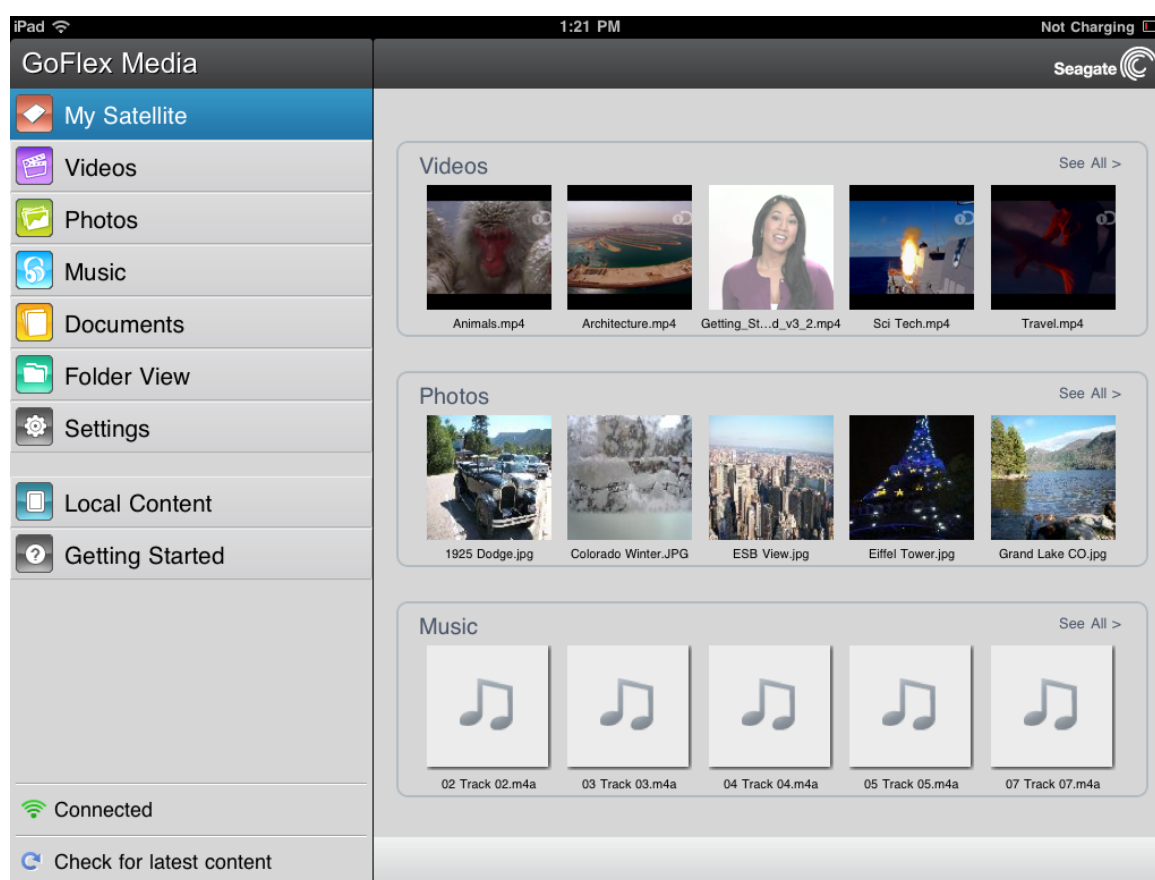 iPad 1:21 PM Not Charging
GoFlex Media
Seagate
My Satellite
Videos
Photos
Music
Documents
Folder View
Settings
Local Content
Getting Started
Connected
Check for latest content
Videos See All >
Animals.mp4 Architecture.mp4 Getting_St...d_v3_2.mp4 Sci Tech.mp4 Travel.mp4
Photos See All >
1925 Dodge.jpg Colorado Winter.JPG ESB View.jpg Eiffel Tower.jpg Grand Lake CO.jpg
Music See All >
02 Track 02.m4a 03 Track 03.m4a 04 Track 04.m4a 05 Track 05.m4a 07 Track 07.m4a